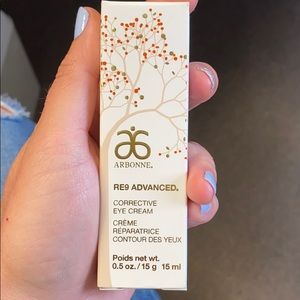 ARBONNE.
RE9 ADVANCED®
CORRECTIVE
EYE CREAM
CRÈME
RÉPARATRICE
CONTOUR DES YEUX
Poids net wt.
0.5 oz./15 g 15 ml